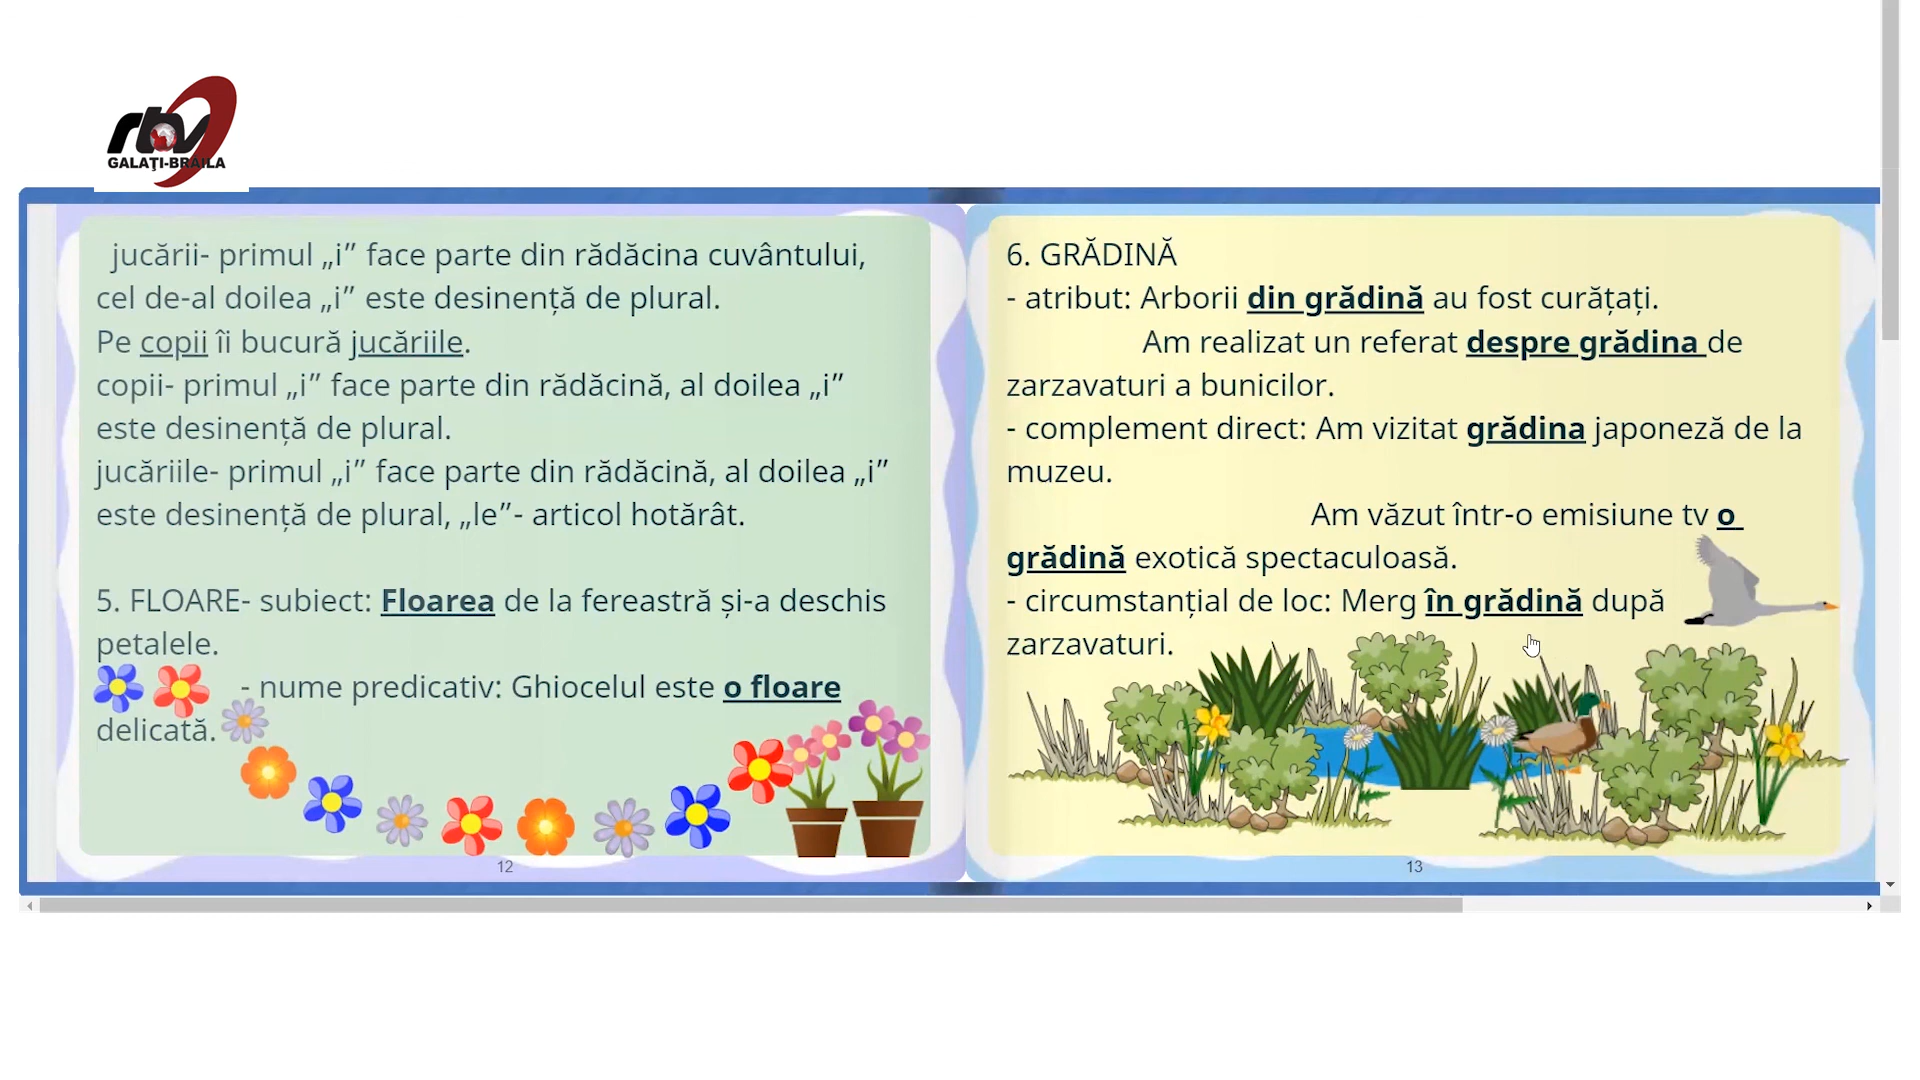 rtv
GALAŢI-BRĂILA
jucării- primul „i” face parte din rădăcina cuvântului,
cel de-al doilea „i” este desinență de plural.
Pe copii îi bucură jucăriile.
copii- primul „i” face parte din rădăcină, al doilea „i”
este desinență de plural.
jucăriile- primul „i” face parte din rădăcină, al doilea „i”
este desinență de plural, „le”- articol hotărât.
5. FLOARE- subiect: Floarea de la fereastră și-a deschis
petalele.
- nume predicativ: Ghiocelul este o floare
delicată.
12
6. GRĂDINĂ
- atribut: Arborii din grădină au fost curățați.
Am realizat un referat despre grădina de
zarzavaturi a bunicilor.
- complement direct: Am vizitat grădina japoneză de la
muzeu.
Am văzut într-o emisiune tv o
grădină exotică spectaculoasă.
- circumstanțial de loc: Merg în grădină după
zarzavaturi.
13